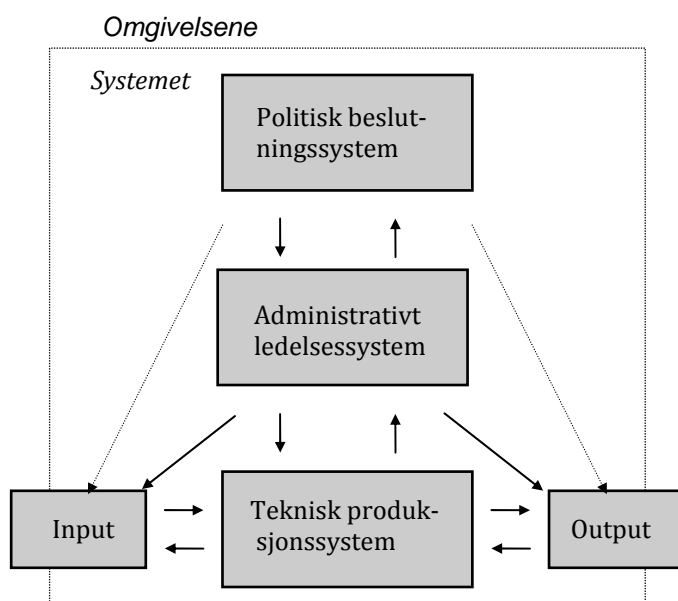 Omgivelsene
Systemet
Politisk beslut-
ningssystem
Administrativt
ledelsessystem
Input
Teknisk produk-
sjonssystem
Output